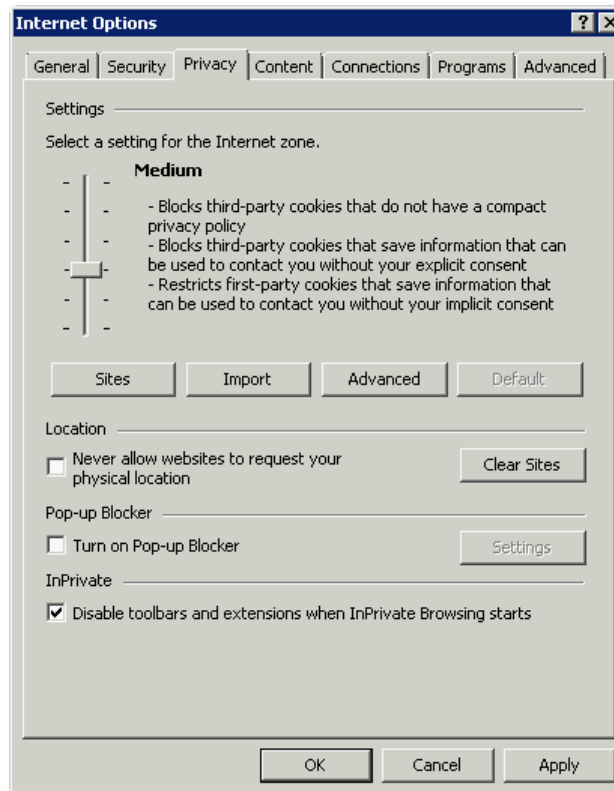 Internet Options
General Security Privacy Content Connections Programs Advanced
Settings
Select a setting for the Internet zone.
Medium
- Blocks third-party cookies that do not have a compact
privacy policy
- Blocks third-party cookies that save information that can
be used to contact you without your explicit consent
- Restricts first-party cookies that save information that
can be used to contact you without your implicit consent
Sites Import Advanced Default
Location
Never allow websites to request your
physical location
Clear Sites
Pop-up Blocker
Turn on Pop-up Blocker Settings
InPrivate
Disable toolbars and extensions when InPrivate Browsing starts
OK Cancel Apply